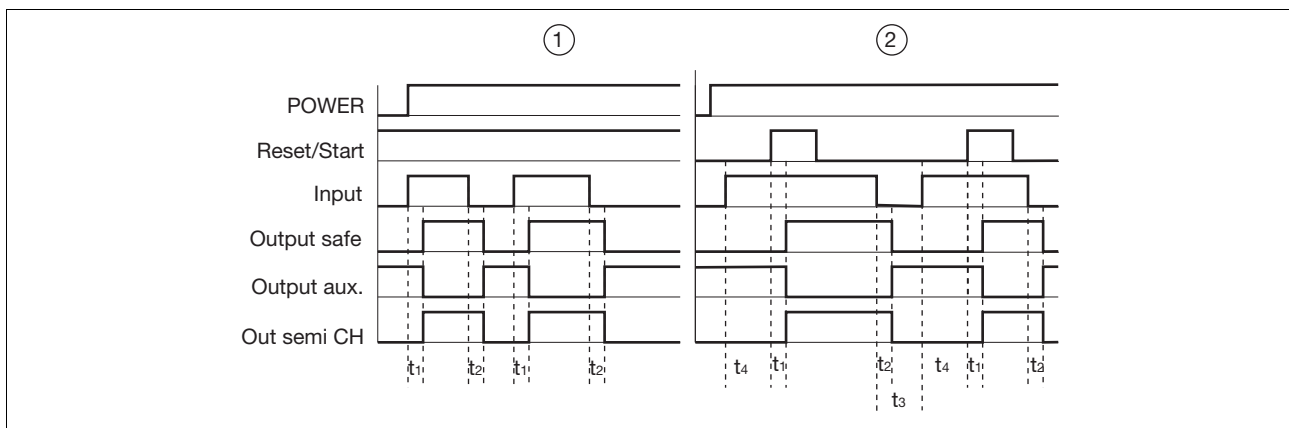 1 2
POWER
Reset/Start
Input
Output safe
Output aux.
Out semi CH
t1 t2 t1 t2 t4 t1 t2 t4 t1 t2
t3